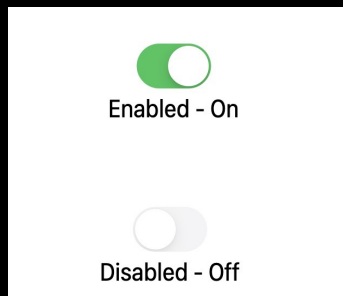 Enabled - On
Disabled - Off